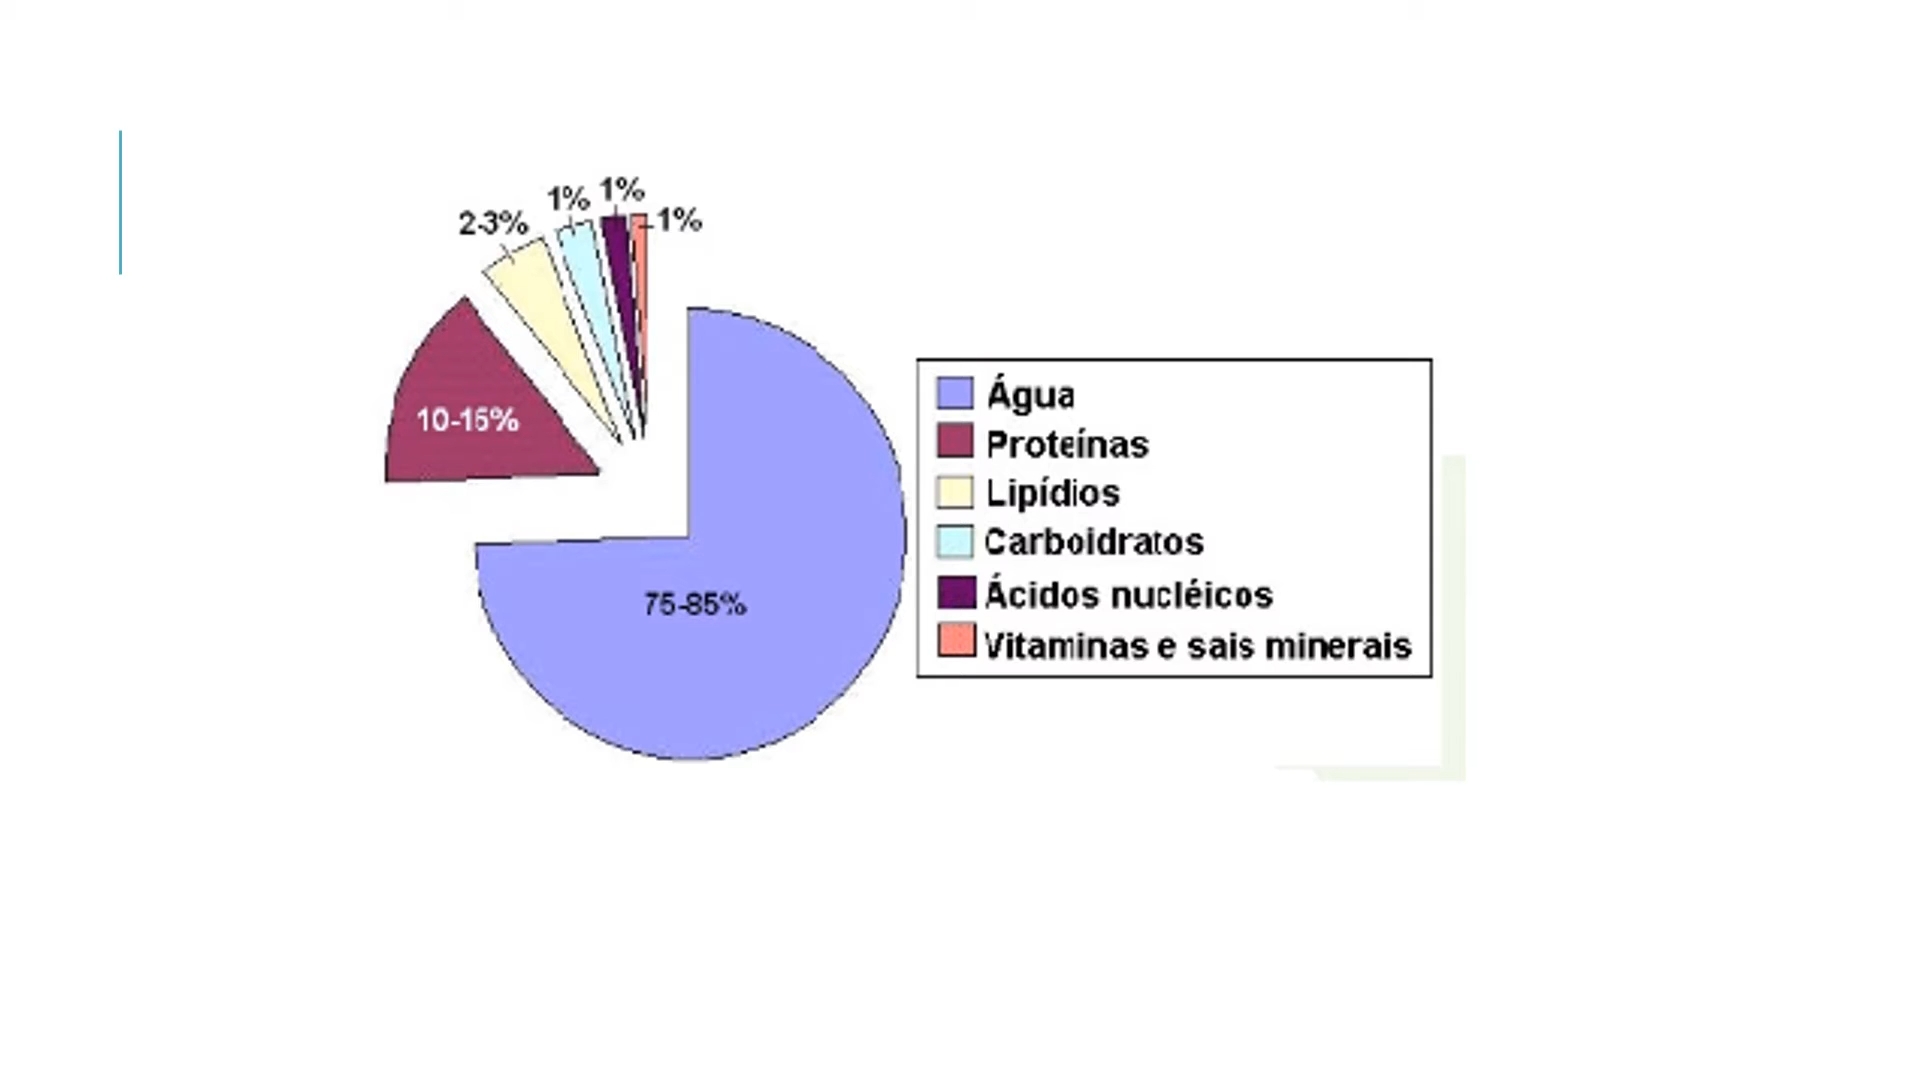 1%
1%
2-3%
1%
10-15%
75-85%
Água
Proteínas
Lipídios
Carboidratos
Ácidos nucléicos
Vitaminas e sais minerais